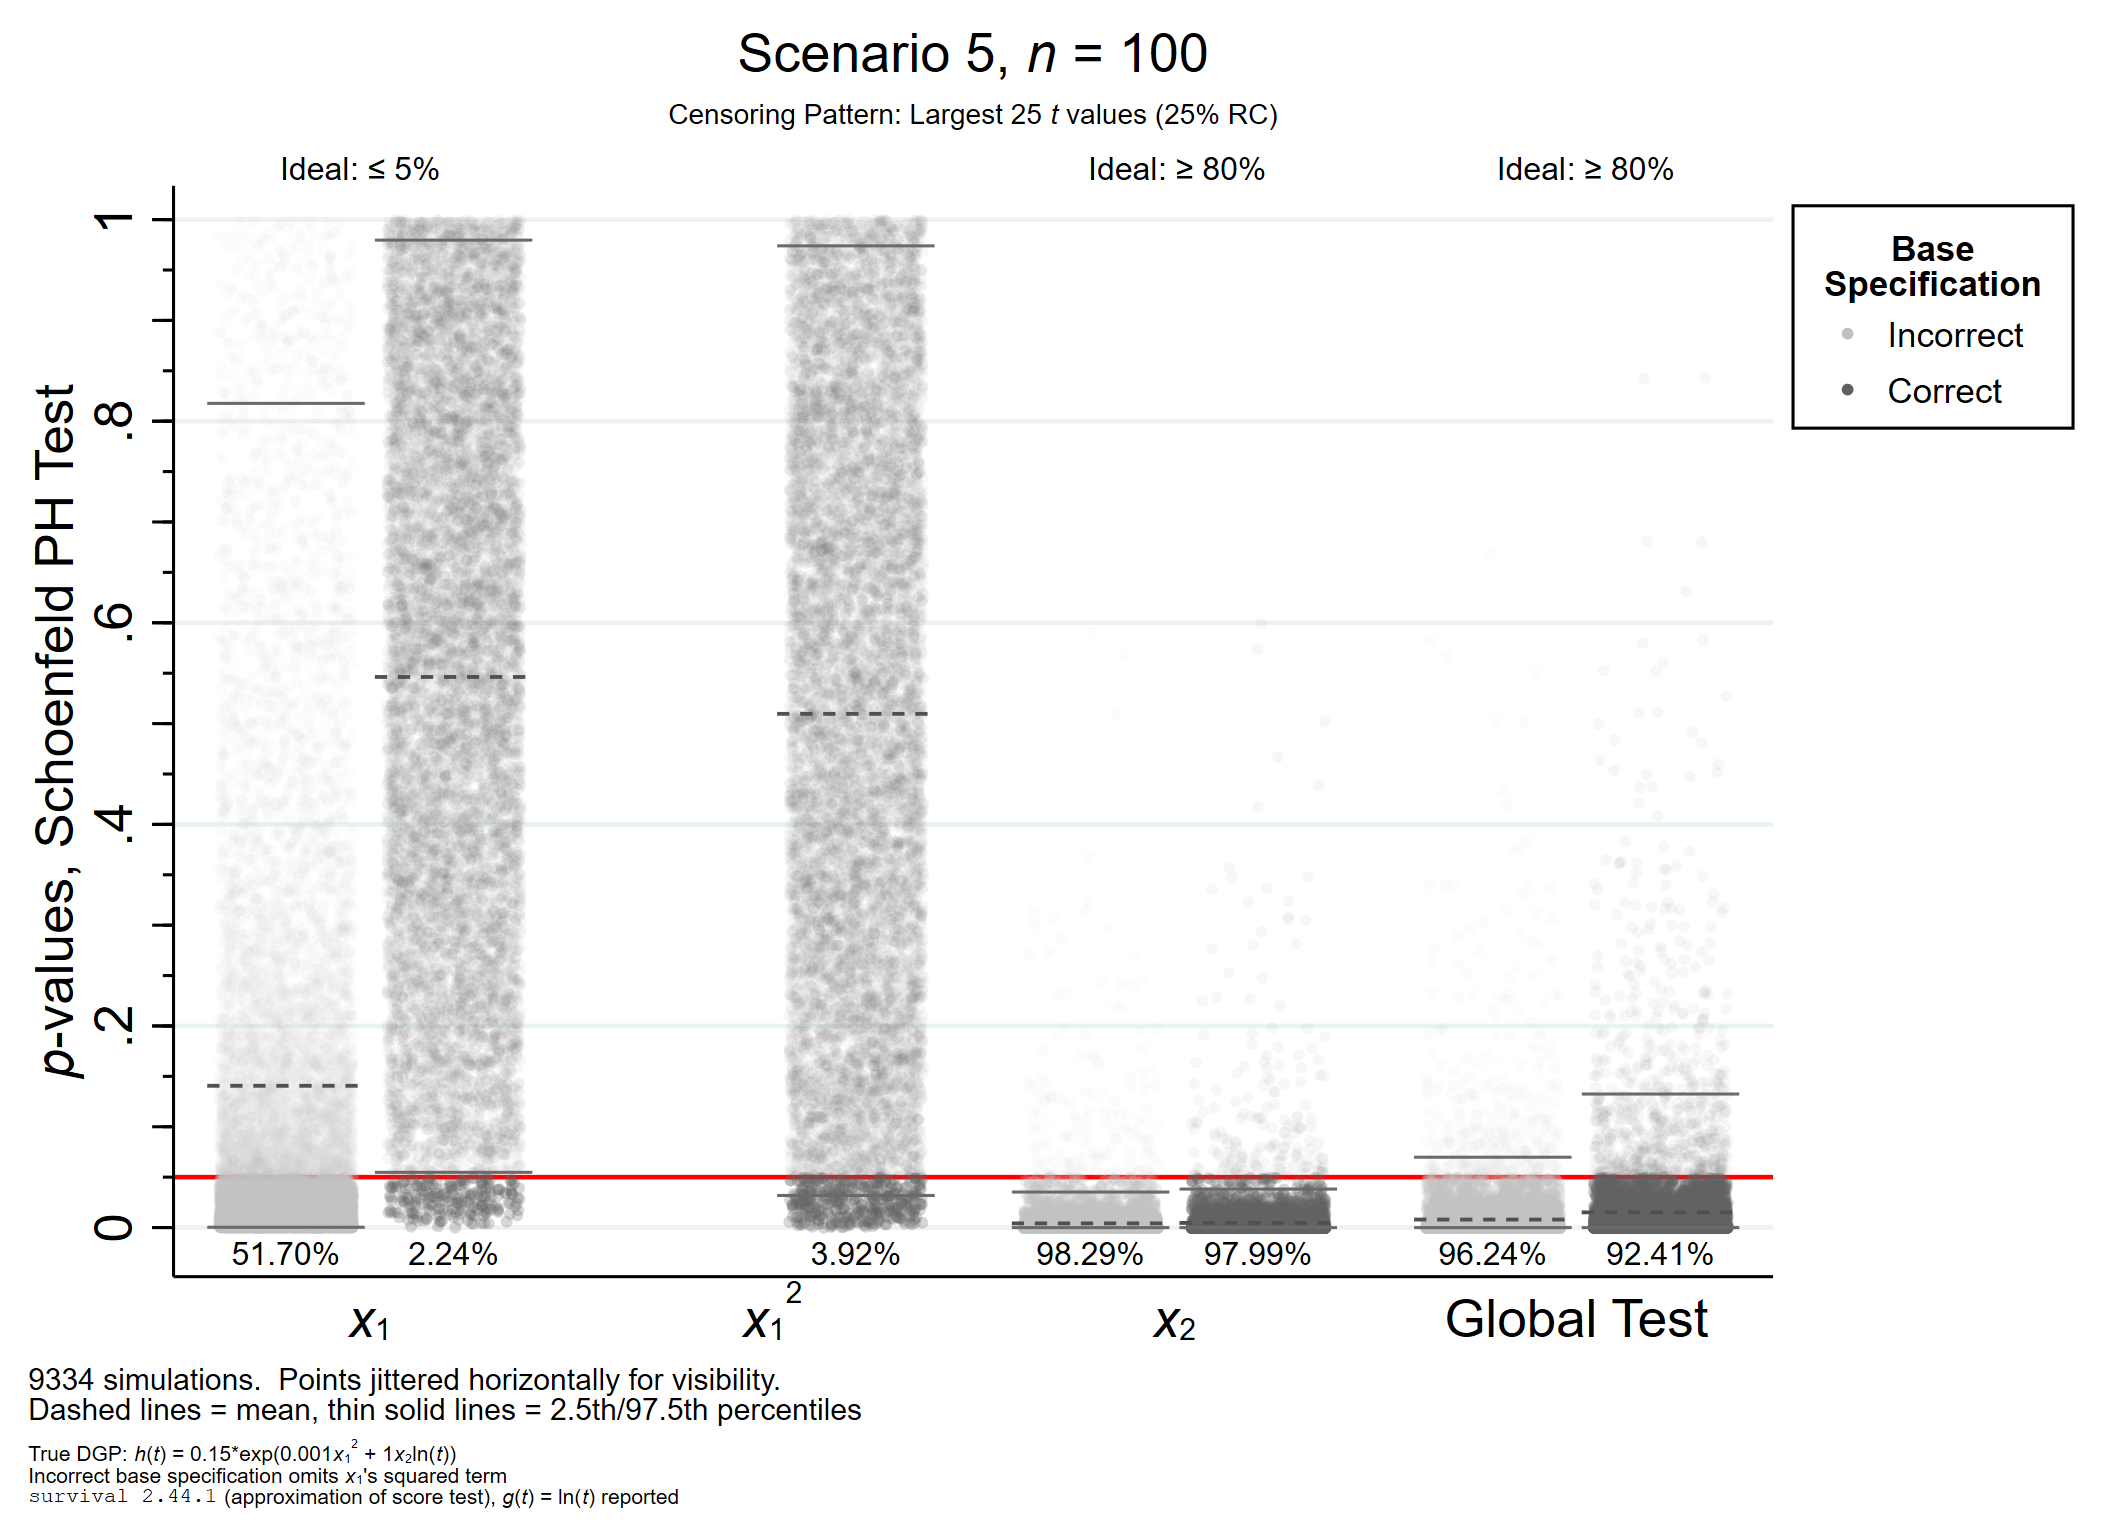 Scenario 5, n = 100
Censoring Pattern: Largest 25 t values (25% RC)
Ideal: ≤ 5%
Ideal: ≥ 80%
Ideal: ≥ 80%
p-values, Schoenfeld PH Test
1
.8
.6
.4
.2
0
Base
Specification
Incorrect
Correct
51.70%
2.24%
3.92%
98.29%
97.99%
96.24%
92.41%
x₁
x₁²
x₂
Global Test
9334 simulations.  Points jittered horizontally for visibility.
Dashed lines = mean, thin solid lines = 2.5th/97.5th percentiles
True DGP: h(t) = 0.15*exp(0.001x₁² + 1x₂ln(t))
Incorrect base specification omits x₁'s squared term
survival 2.44.1 (approximation of score test), g(t) = ln(t) reported